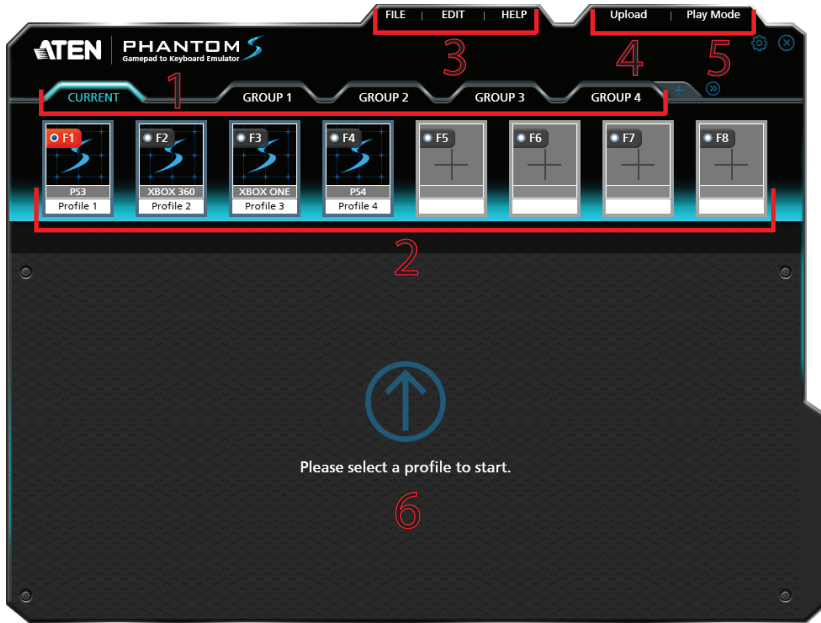 FILE | EDIT | HELP
Upload | Play Mode
3 4 5
ATEN PHANTOM S
Gamepad to Keyboard Emulator
1
CURRENT GROUP 1 GROUP 2 GROUP 3 GROUP 4
F1 F2 F3 F4 F5 F6 F7 F8
PS3 XBOX 360 XBOX ONE PS4
Profile 1 Profile 2 Profile 3 Profile 4
2
Please select a profile to start.
6